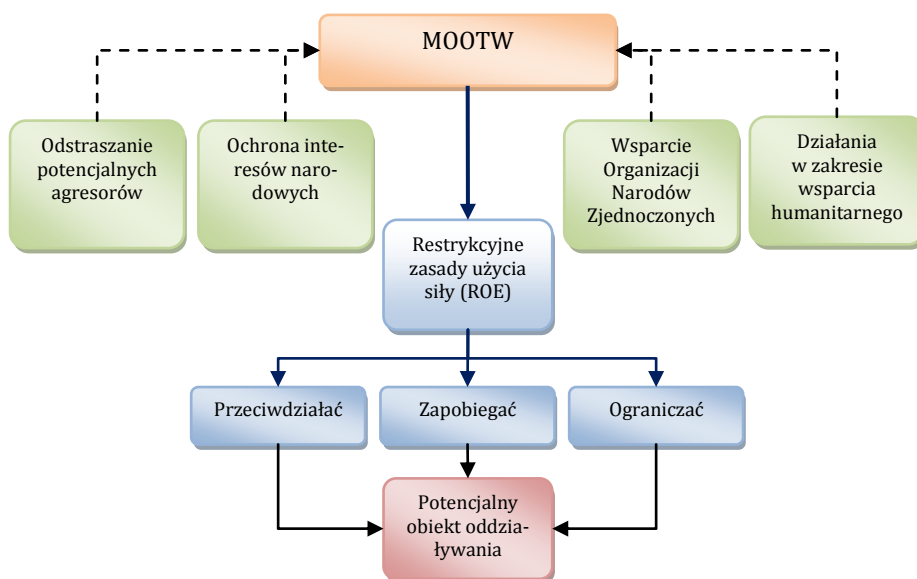 MOOTW
Odstraszanie
potencjalnych
agresorów
Ochrona inte-
resów naro-
dowych
Wsparcie
Organizacji
Narodów
Zjednoczonych
Działania
w zakresie
wsparcia
humanitarnego
Restrykcyjne
zasady użycia
siły (ROE)
Przeciwdziałać
Zapobiegać
Ograniczać
Potencjalny
obiekt oddzia-
ływania